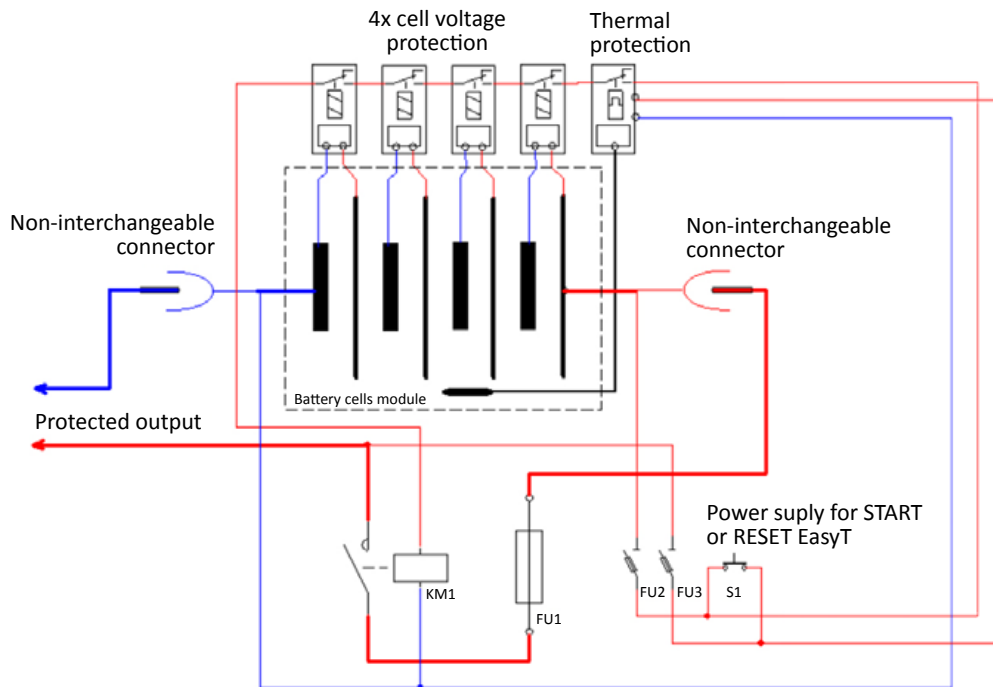 4x cell voltage
protection
Thermal
protection
Non-interchangeable
connector
Non-interchangeable
connector
Battery cells module
Protected output
Power suply for START
or RESET EasyT
KM1
FU1
FU2
FU3
S1